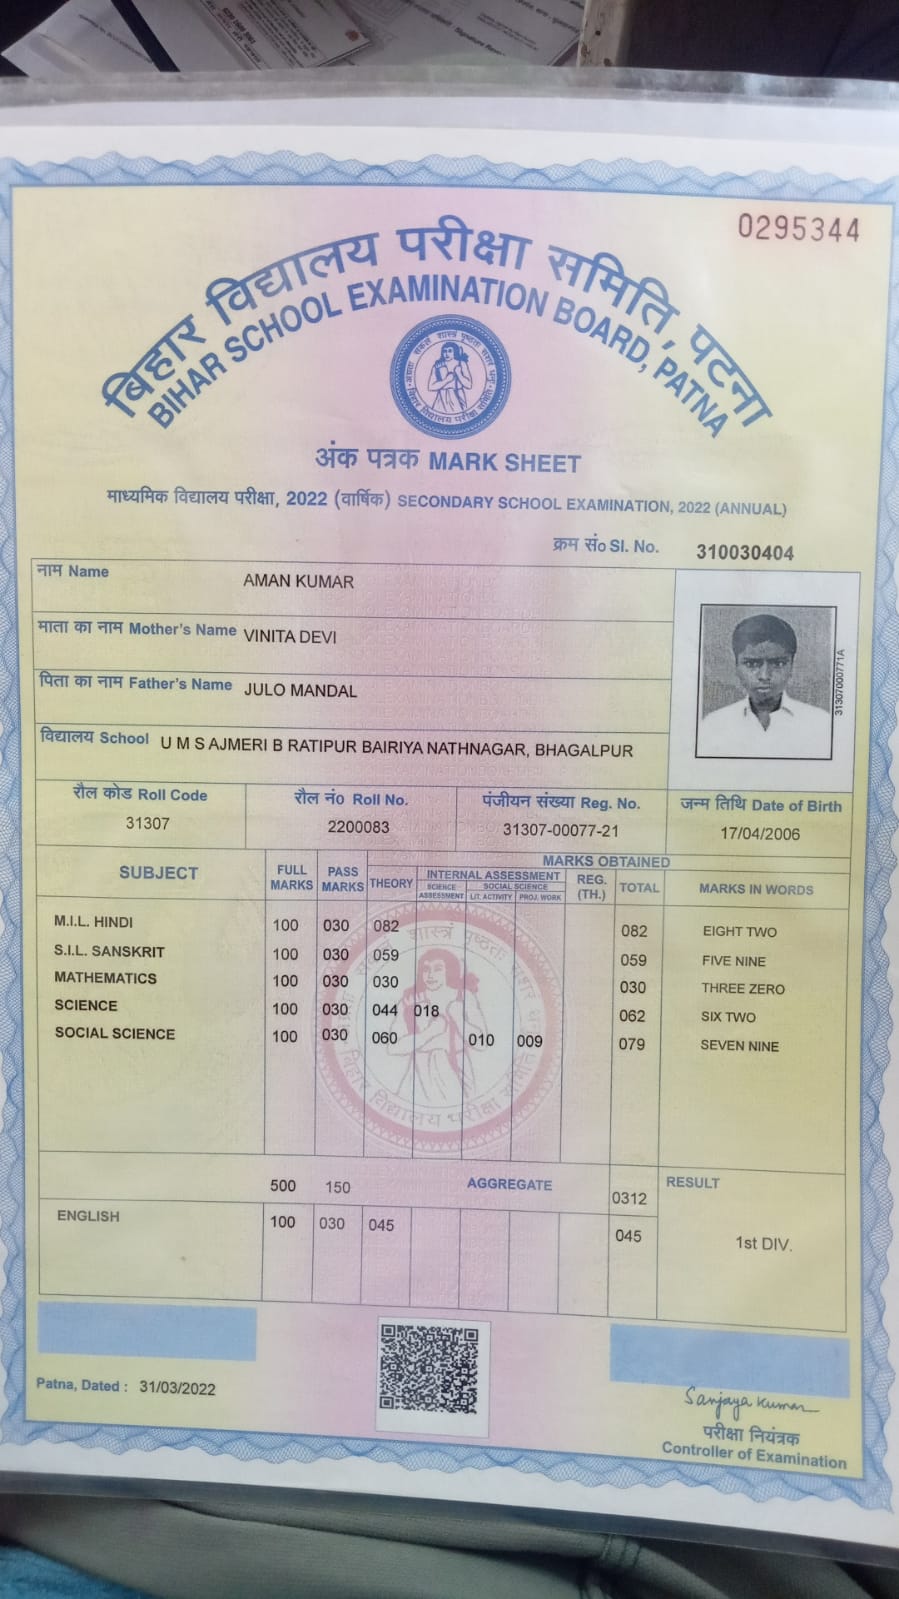 0295344
बिहार विद्यालय परीक्षा समिति, पटना
BIHAR SCHOOL EXAMINATION BOARD, PATNA
अंक पत्रक MARK SHEET
माध्यमिक विद्यालय परीक्षा, 2022 (वार्षिक) SECONDARY SCHOOL EXAMINATION, 2022 (ANNUAL)
क्रम सं० Sl. No. 310030404
नाम Name AMAN KUMAR
माता का नाम Mother's Name VINITA DEVI
पिता का नाम Father's Name JULO MANDAL
31307000771A
विद्यालय School U M S AJMERI B RATIPUR BAIRIYA NATHNAGAR, BHAGALPUR
रौल कोड Roll Code रौल नं० Roll No. पंजीयन संख्या Reg. No. जन्म तिथि Date of Birth
31307 2200083 31307-00077-21 17/04/2006
SUBJECT FULL MARKS PASS MARKS MARKS OBTAINED
THEORY INTERNAL ASSESSMENT REG. (TH.) TOTAL MARKS IN WORDS
SCIENCE ASSESSMENT SOCIAL SCIENCE
LIT. ACTIVITY PROJ. WORK
M.I.L. HINDI 100 030 082 082 EIGHT TWO
S.I.L. SANSKRIT 100 030 059 059 FIVE NINE
MATHEMATICS 100 030 030 030 THREE ZERO
SCIENCE 100 030 044 018 062 SIX TWO
SOCIAL SCIENCE 100 030 060 010 009 079 SEVEN NINE
500 150 AGGREGATE 0312 RESULT
ENGLISH 100 030 045 045 1st DIV.
Patna, Dated : 31/03/2022
Sanjaya Kumar
परीक्षा नियंत्रक
Controller of Examination